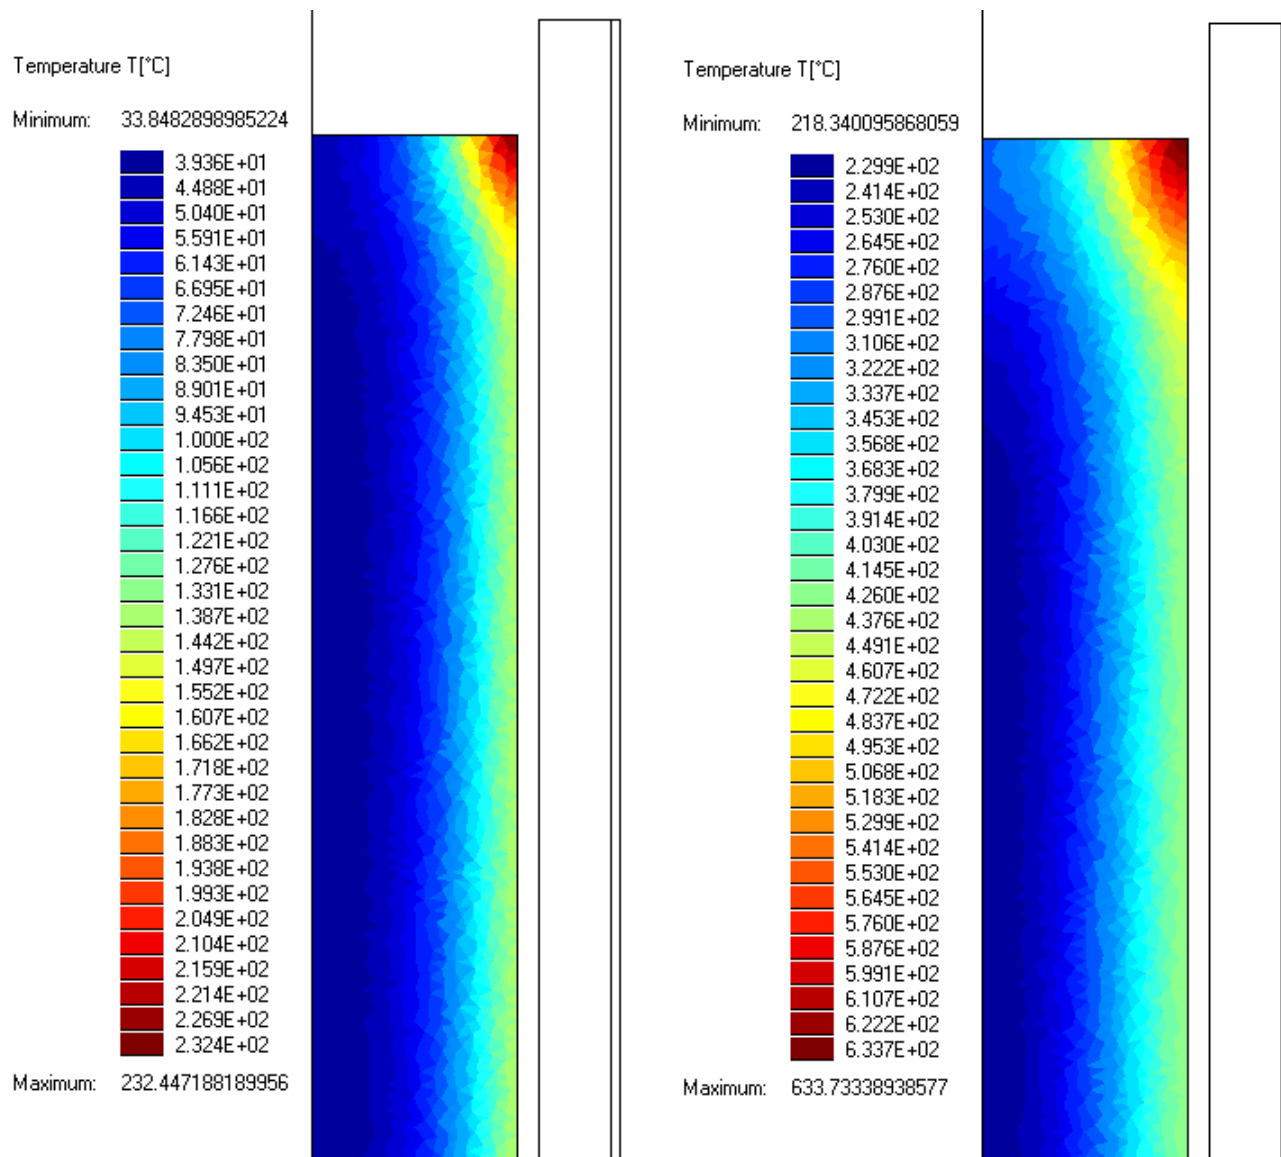 Temperature T[°C]
Minimum: 33.8482898985224
3.936E+01
4.488E+01
5.040E+01
5.591E+01
6.143E+01
6.695E+01
7.246E+01
7.798E+01
8.350E+01
8.901E+01
9.453E+01
1.000E+02
1.056E+02
1.111E+02
1.166E+02
1.221E+02
1.276E+02
1.331E+02
1.387E+02
1.442E+02
1.497E+02
1.552E+02
1.607E+02
1.662E+02
1.718E+02
1.773E+02
1.828E+02
1.883E+02
1.938E+02
1.993E+02
2.049E+02
2.104E+02
2.159E+02
2.214E+02
2.269E+02
2.324E+02
Maximum: 232.447188189956
Temperature T[°C]
Minimum: 218.340095868059
2.299E+02
2.414E+02
2.530E+02
2.645E+02
2.760E+02
2.876E+02
2.991E+02
3.106E+02
3.222E+02
3.337E+02
3.453E+02
3.568E+02
3.683E+02
3.799E+02
3.914E+02
4.030E+02
4.145E+02
4.260E+02
4.376E+02
4.491E+02
4.607E+02
4.722E+02
4.837E+02
4.953E+02
5.068E+02
5.183E+02
5.299E+02
5.414E+02
5.530E+02
5.645E+02
5.760E+02
5.876E+02
5.991E+02
6.107E+02
6.222E+02
6.337E+02
Maximum: 633.73338938577